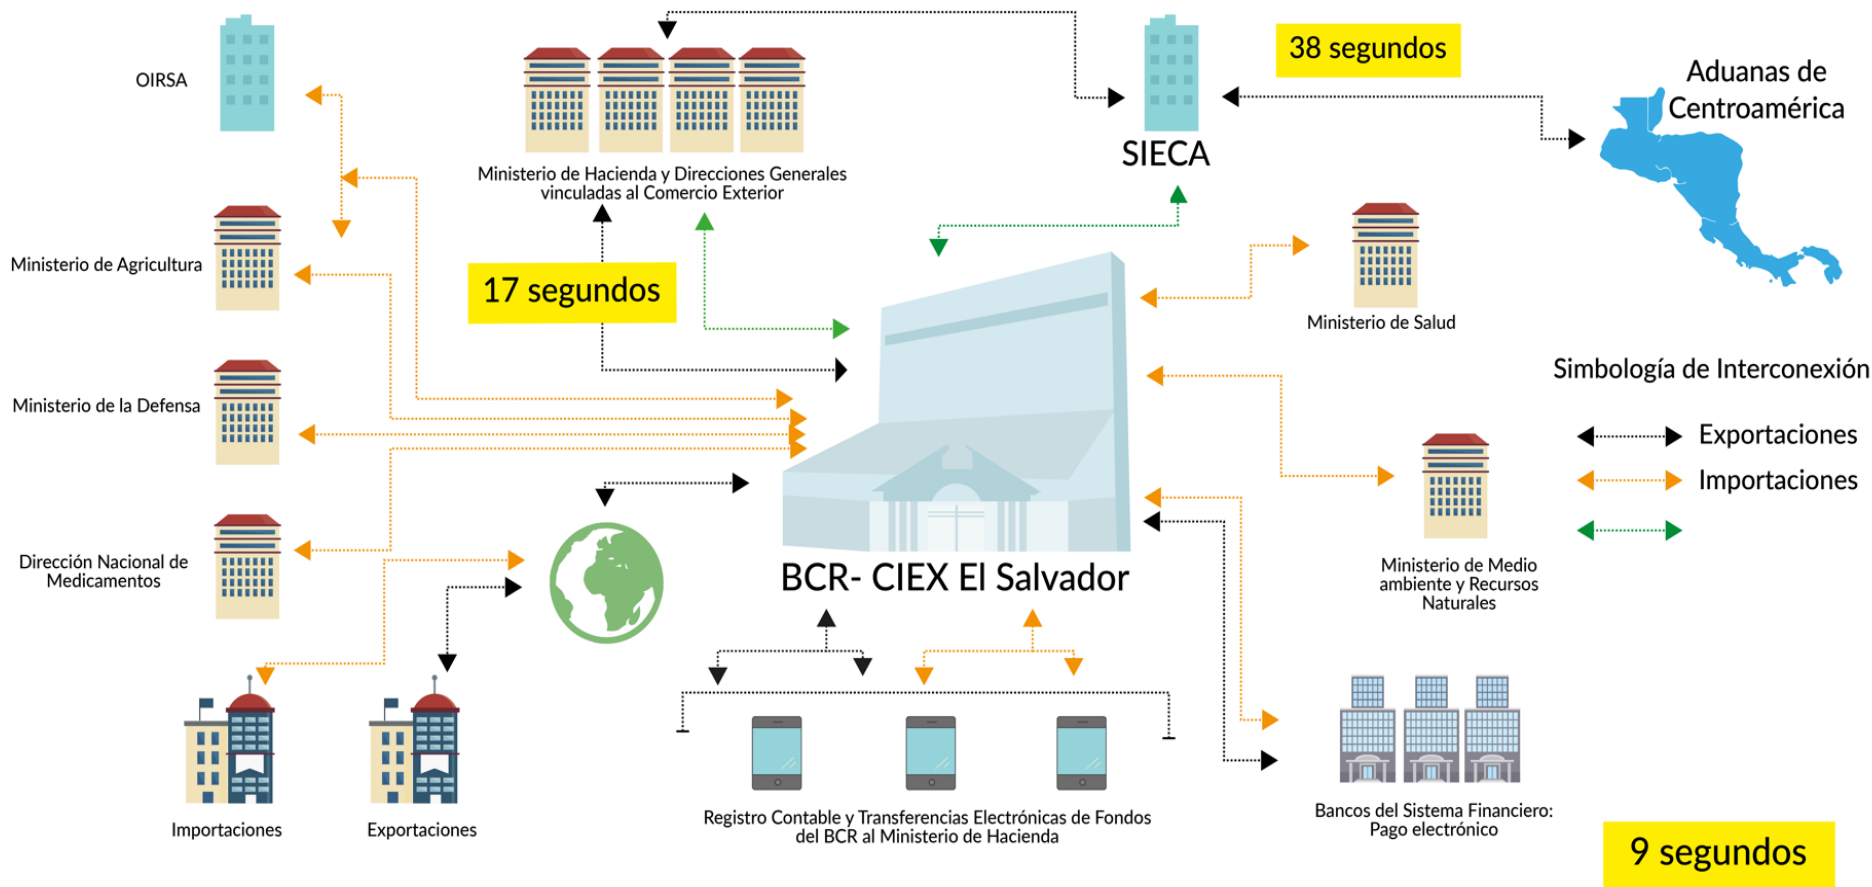 OIRSA
38 segundos
Aduanas de
Centroamérica
SIECA
Ministerio de Hacienda y Direcciones Generales
vinculadas al Comercio Exterior
Ministerio de Agricultura
17 segundos
Ministerio de Salud
Simbología de Interconexión
Exportaciones
Importaciones
Ministerio de la Defensa
Dirección Nacional de
Medicamentos
BCR- CIEX El Salvador
Ministerio de Medio
ambiente y Recursos
Naturales
Importaciones
Exportaciones
Registro Contable y Transferencias Electrónicas de Fondos
del BCR al Ministerio de Hacienda
Bancos del Sistema Financiero:
Pago electrónico
9 segundos